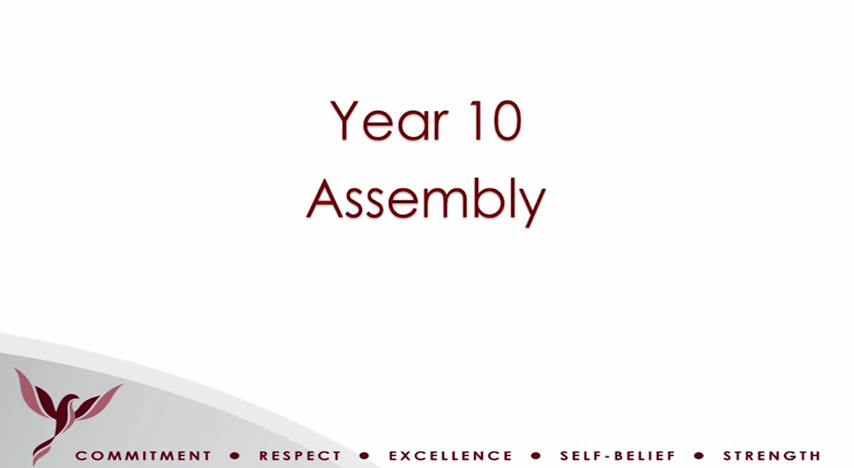 Year 10
Assembly
COMMITMENT ● RESPECT ● EXCELLENCE ● SELF-BELIEF ● STRENGTH